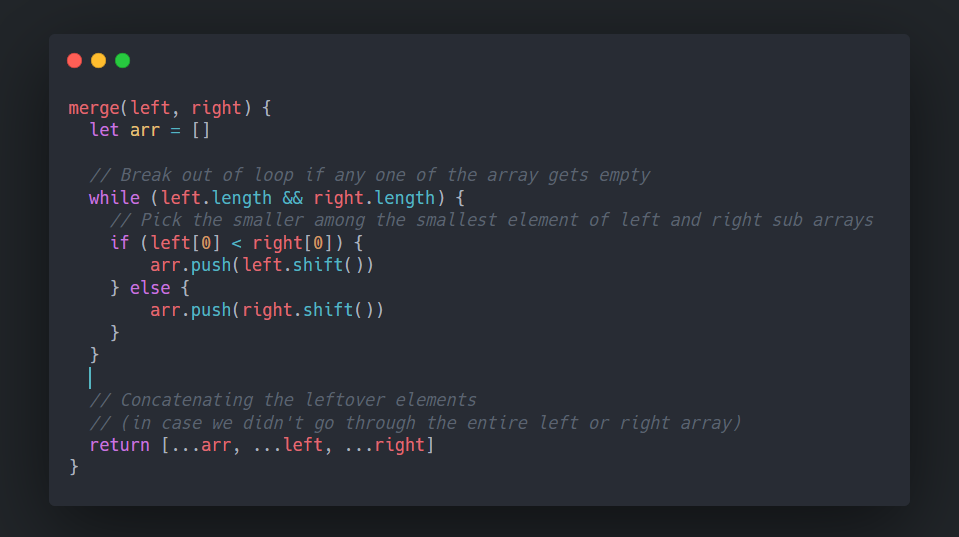 merge(left, right) {
  let arr = []

  // Break out of loop if any one of the array gets empty
  while (left.length && right.length) {
    // Pick the smaller among the smallest element of left and right sub arrays
    if (left[0] < right[0]) {
        arr.push(left.shift())
    } else {
        arr.push(right.shift())
    }
  }

  // Concatenating the leftover elements
  // (in case we didn't go through the entire left or right array)
  return [...arr, ...left, ...right]
}